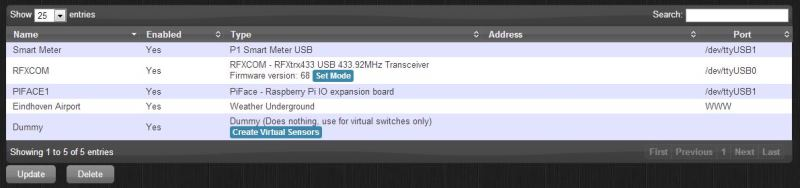 Show 25 entries Search:
Name Enabled Type Address Port
Smart Meter Yes P1 Smart Meter USB /dev/ttyUSB1
RFXCOM Yes RFXCOM - RFXtrx433 USB 433.92MHz Transceiver /dev/ttyUSB0
Firmware version: 68 Set Mode
PIFACE1 Yes PiFace - Raspberry Pi IO expansion board /dev/ttyUSB1
Eindhoven Airport Yes Weather Underground WWW
Dummy Yes Dummy (Does nothing, use for virtual switches only)
Create Virtual Sensors
Showing 1 to 5 of 5 entries First Previous 1 Next Last
Update Delete